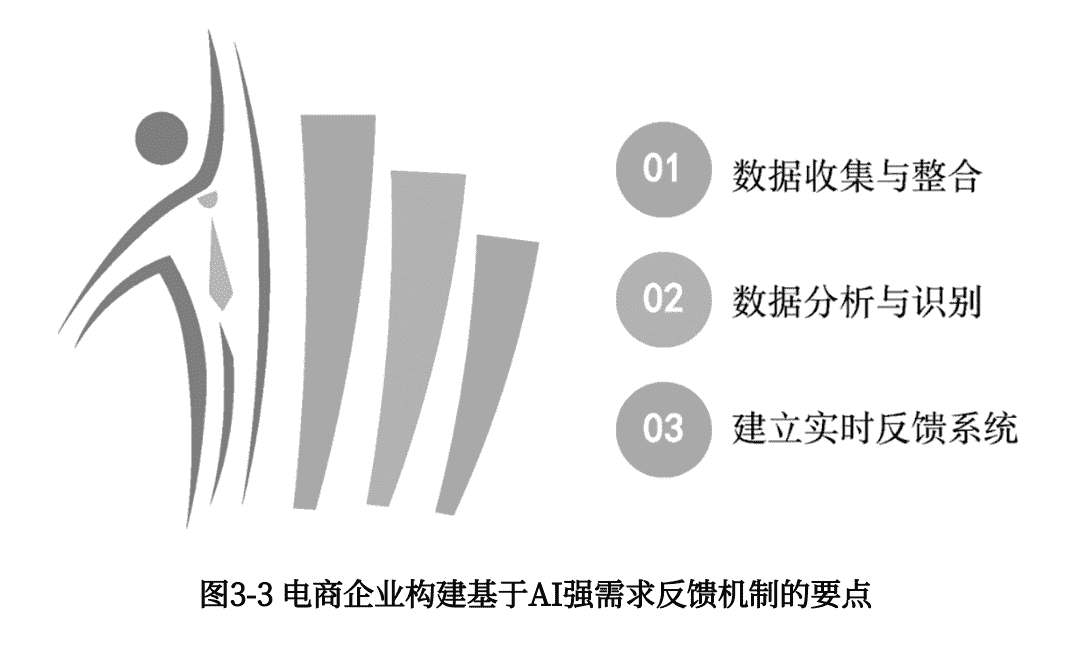 01
数据收集与整合
02
数据分析与识别
03
建立实时反馈系统
图3-3 电商企业构建基于AI强需求反馈机制的要点